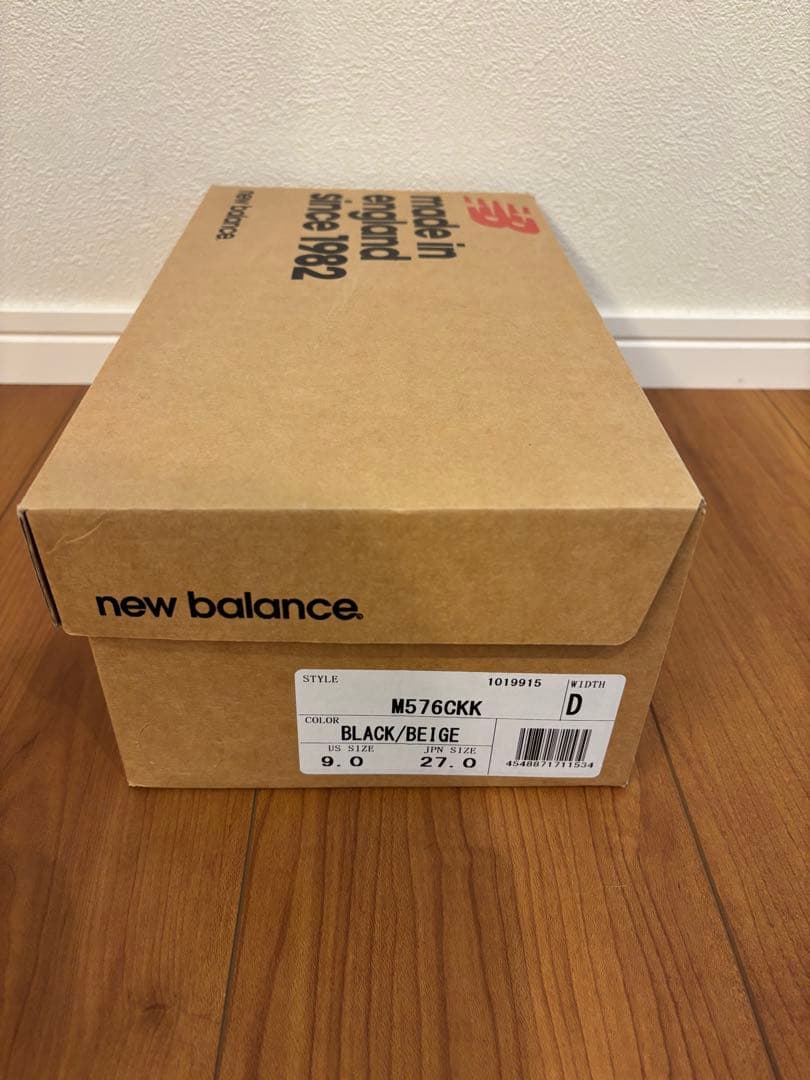 made in
england
since 1982
new balance
new balance
STYLE 1019915 WIDTH
M576CKK D
COLOR
BLACK/BEIGE
US SIZE JPN SIZE
9.0 27.0
4548871711534